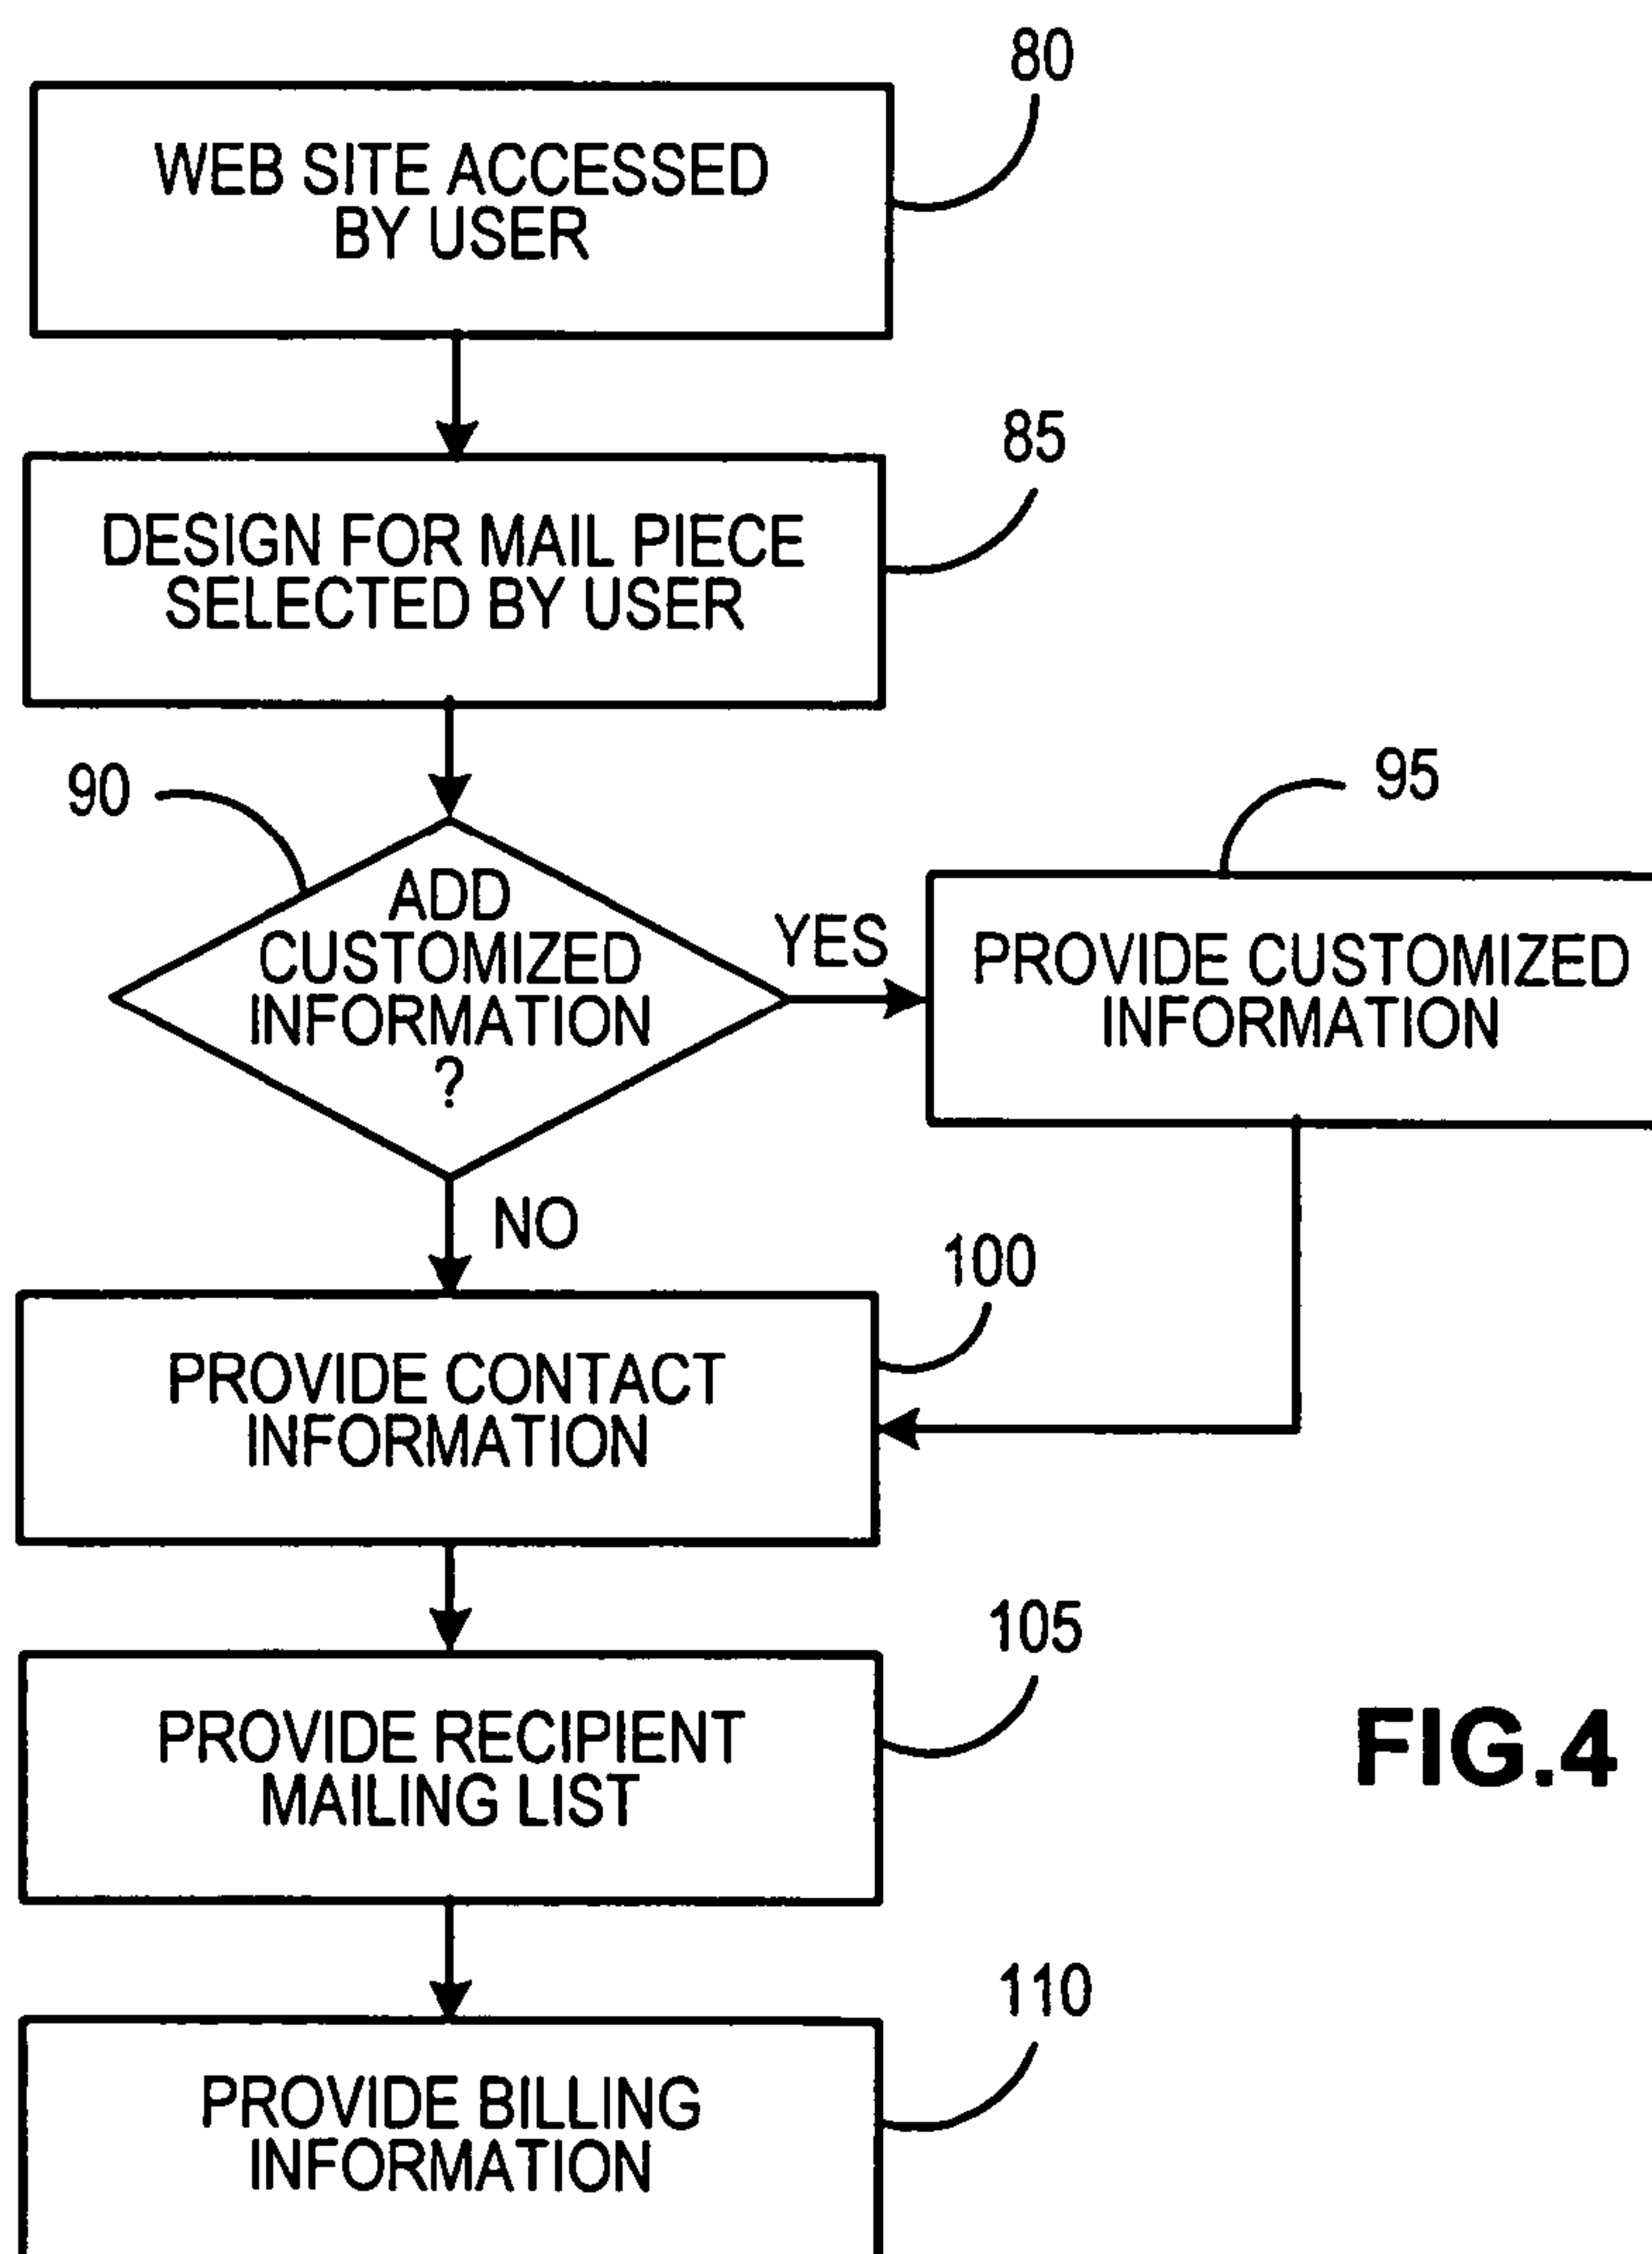 80
WEB SITE ACCESSED
BY USER
85
DESIGN FOR MAIL PIECE
SELECTED BY USER
90
95
ADD
CUSTOMIZED
INFORMATION
?
YES
PROVIDE CUSTOMIZED
INFORMATION
NO
100
PROVIDE CONTACT
INFORMATION
105
PROVIDE RECIPIENT
MAILING LIST
FIG.4
110
PROVIDE BILLING
INFORMATION